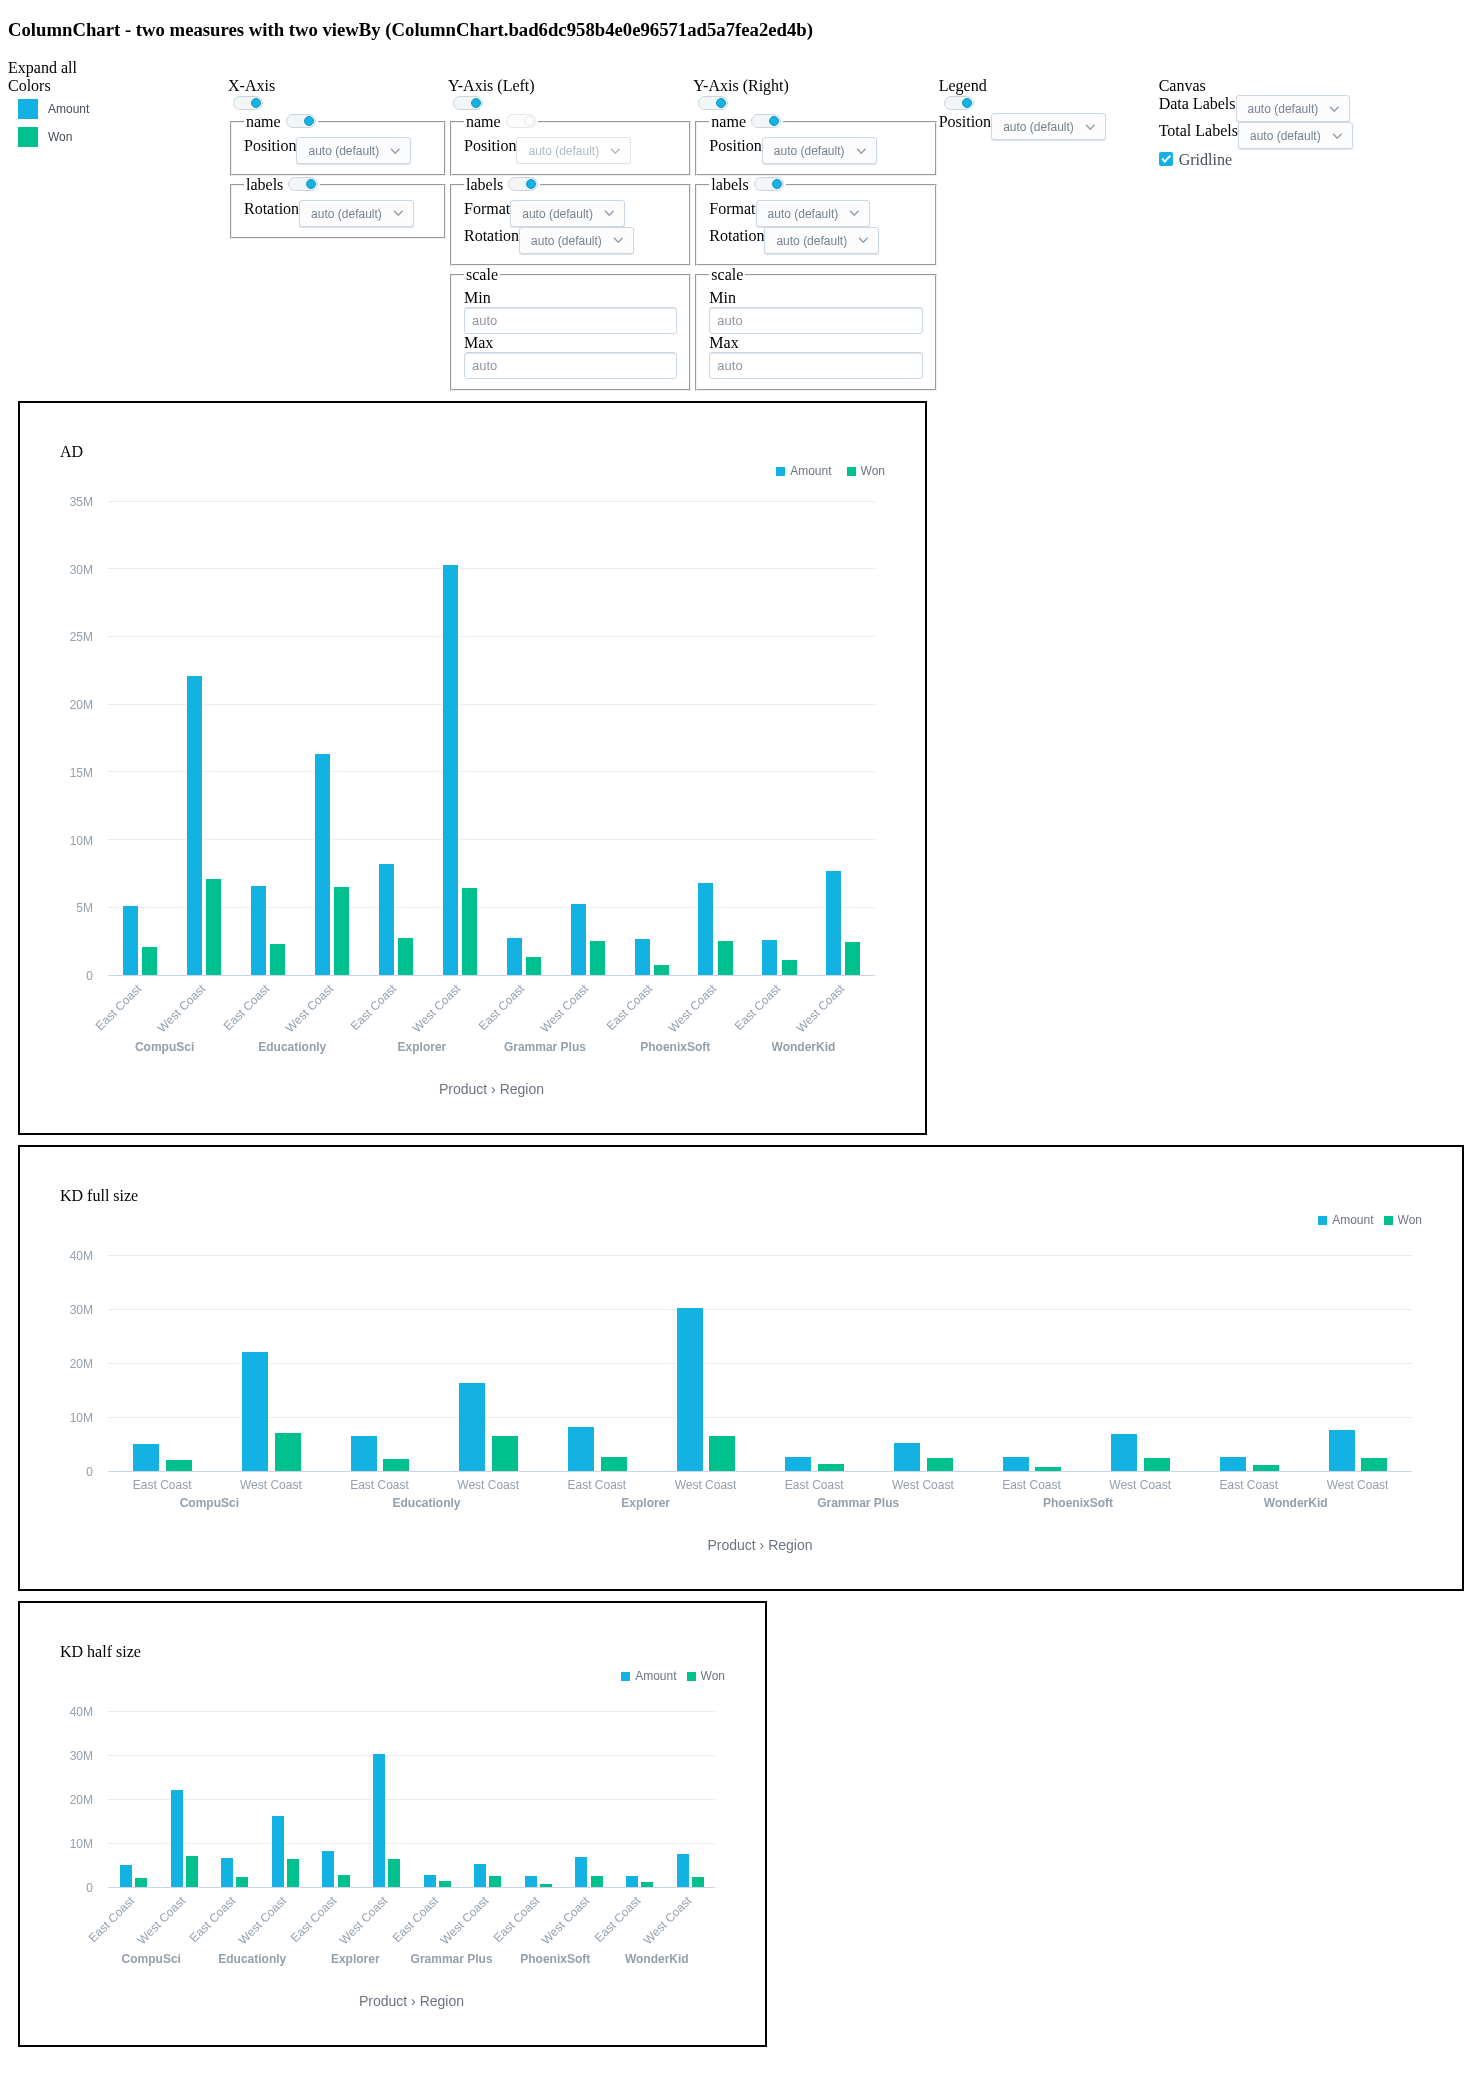 ColumnChart - two measures with two viewBy (ColumnChart.bad6dc958b4e0e96571ad5a7fea2ed4b)
Expand all
Colors
Amount
Won
X-Axis
name
Position auto (default)
labels
Rotation auto (default)
Y-Axis (Left)
name
Position auto (default)
labels
Format auto (default)
Rotation auto (default)
scale
Min
auto
Max
auto
Y-Axis (Right)
name
Position auto (default)
labels
Format auto (default)
Rotation auto (default)
scale
Min
auto
Max
auto
Legend
Position auto (default)
Canvas
Data Labels auto (default)
Total Labels auto (default)
Gridline
AD
Amount Won
35M
30M
25M
20M
15M
10M
5M
0
East Coast West Coast East Coast West Coast East Coast West Coast East Coast West Coast East Coast West Coast East Coast West Coast
CompuSci Educationly Explorer Grammar Plus PhoenixSoft WonderKid
Product › Region
KD full size
Amount Won
40M
30M
20M
10M
0
East Coast West Coast East Coast West Coast East Coast West Coast East Coast West Coast East Coast West Coast East Coast West Coast
CompuSci Educationly Explorer Grammar Plus PhoenixSoft WonderKid
Product › Region
KD half size
Amount Won
40M
30M
20M
10M
0
East Coast West Coast East Coast West Coast East Coast West Coast East Coast West Coast East Coast West Coast East Coast West Coast
CompuSci Educationly Explorer Grammar Plus PhoenixSoft WonderKid
Product › Region